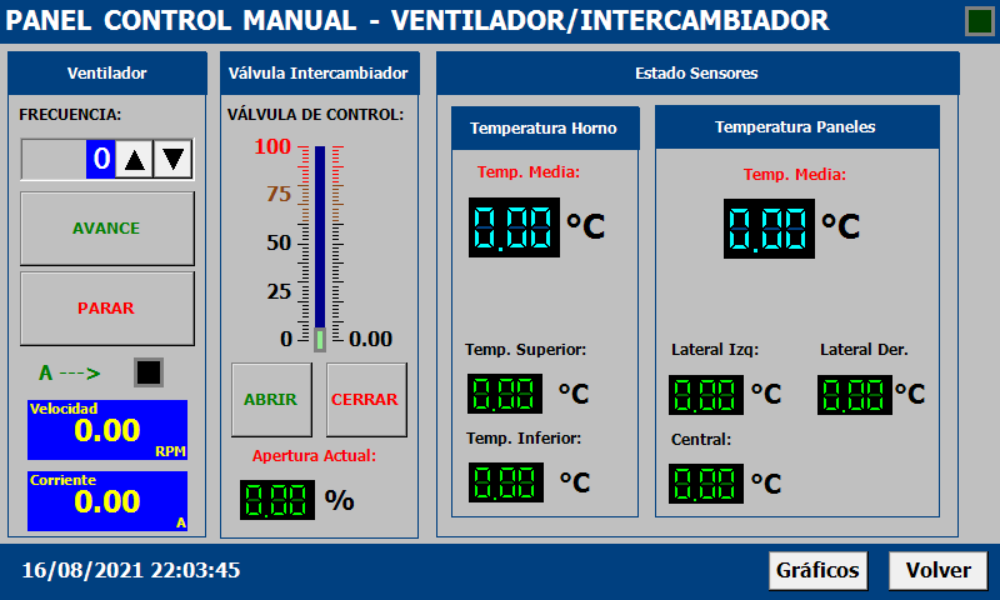 PANEL CONTROL MANUAL - VENTILADOR/INTERCAMBIADOR
Ventilador
FRECUENCIA:
0
AVANCE
PARAR
A --->
Velocidad
0.00
RPM
Corriente
0.00
A
Válvula Intercambiador
VÁLVULA DE CONTROL:
100
75
50
25
0
0.00
ABRIR
CERRAR
Apertura Actual:
0.00 %
Estado Sensores
Temperatura Horno
Temp. Media:
0.00 °C
Temp. Superior:
0.00 °C
Temp. Inferior:
0.00 °C
Temperatura Paneles
Temp. Media:
0.00 °C
Lateral Izq:
0.00 °C
Lateral Der.
0.00 °C
Central:
0.00 °C
16/08/2021 22:03:45
Gráficos
Volver